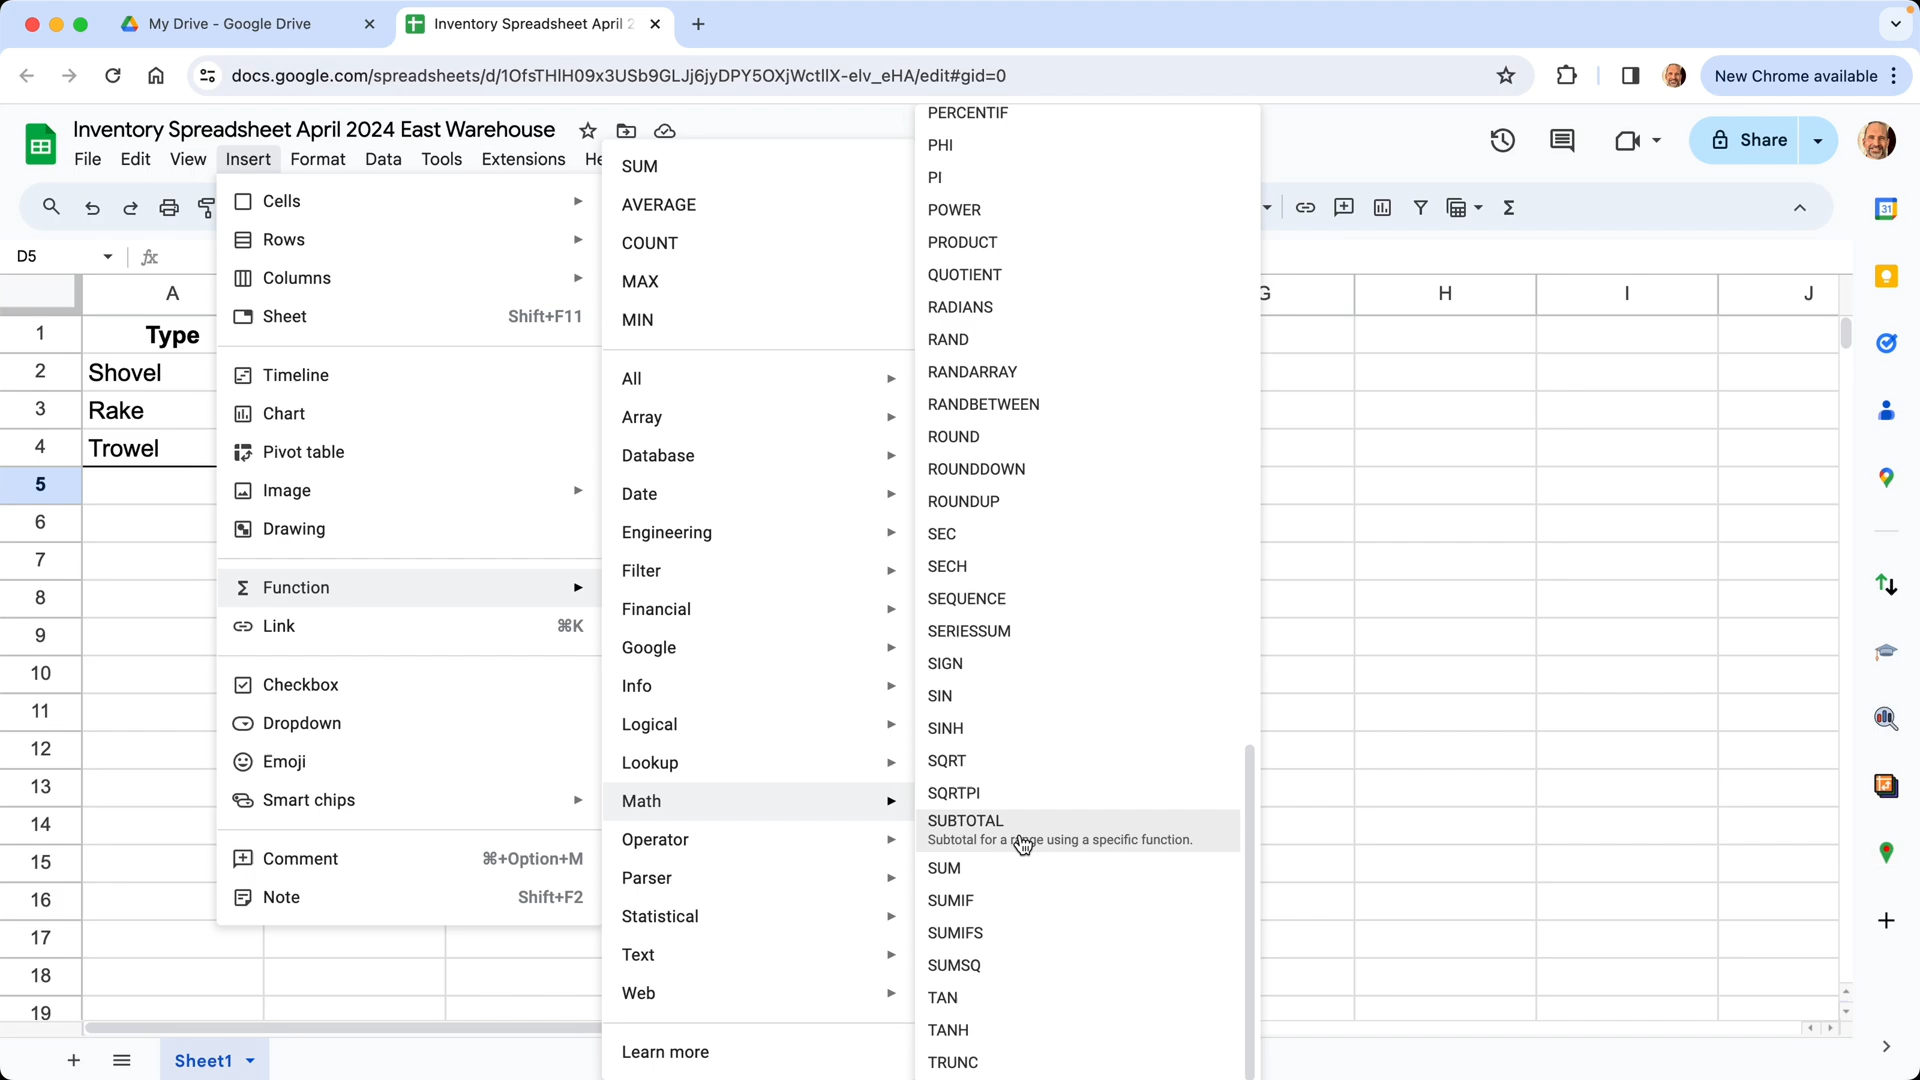 My Drive - Google Drive
Inventory Spreadsheet April 2
docs.google.com/spreadsheets/d/1OfsTHIH09x3USb9GLJj6jyDPY5OXjWctlIX-elv_eHA/edit#gid=0
New Chrome available
Inventory Spreadsheet April 2024 East Warehouse
File Edit View Insert Format Data Tools Extensions He
Share
31
D5
fx
A G H I J
1 Type
2 Shovel
3 Rake
4 Trowel
5
6
7
8
9
10
11
12
13
14
15
16
17
18
19
Cells
Rows
Columns
Sheet Shift+F11
Timeline
Chart
Pivot table
Image
Drawing
Function
Link ⌘K
Checkbox
Dropdown
Emoji
Smart chips
Comment ⌘+Option+M
Note Shift+F2
SUM
AVERAGE
COUNT
MAX
MIN
All
Array
Database
Date
Engineering
Filter
Financial
Google
Info
Logical
Lookup
Math
Operator
Parser
Statistical
Text
Web
Learn more
PERCENTIF
PHI
PI
POWER
PRODUCT
QUOTIENT
RADIANS
RAND
RANDARRAY
RANDBETWEEN
ROUND
ROUNDDOWN
ROUNDUP
SEC
SECH
SEQUENCE
SERIESSUM
SIGN
SIN
SINH
SQRT
SQRTPI
SUBTOTAL
Subtotal for a range using a specific function.
SUM
SUMIF
SUMIFS
SUMSQ
TAN
TANH
TRUNC
Sheet1